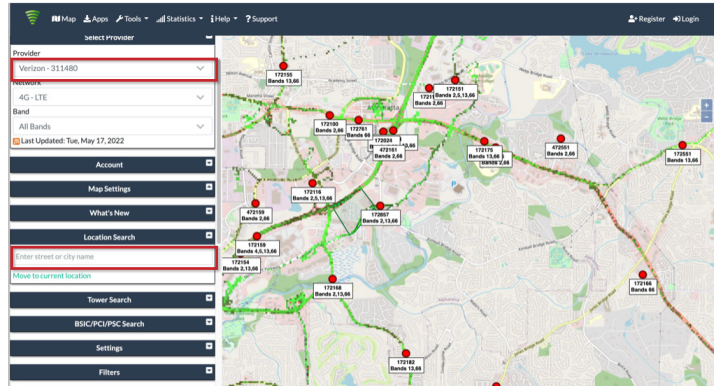 Map Apps Tools Statistics Help ? Support Register Login
Select Provider
Provider
Verizon - 311480
Network
4G - LTE
Band
All Bands
Last Updated: Tue, May 17, 2022
Account
Map Settings
What's New
Location Search
Enter street or city name
Move to current location
Tower Search
BSIC/PCI/PSC Search
Settings
Filters
172155
Bands 13,66
172151
Bands 2,5,13,66
Bands 2,66
172100
Bands 2,66
172761
Bands 66
172024
472161
Bands 2,66
172175
Bands 13,66
Bands 2,66
472551
Bands 2,66
172551
Bands 13,66
172116
Bands 2,5,13,66
472159
Bands 2,66
172857
Bands 2,13,66
172159
Bands 4,5,13,66
172154
Bands 2,13,66
172158
Bands 2,13,66
172166
Bands 66
172182
Bands 13,66
Academy Street
+
-